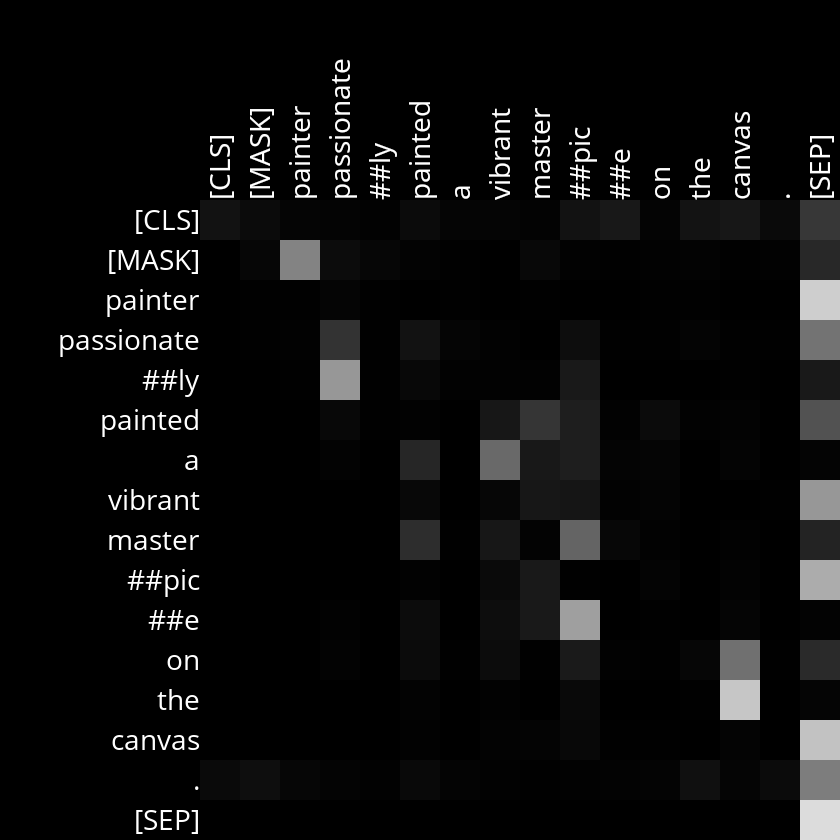 [CLS] [MASK] painter passionate ##ly painted a vibrant master ##pic ##e on the canvas . [SEP]
[CLS]
[MASK]
painter
passionate
##ly
painted
a
vibrant
master
##pic
##e
on
the
canvas
.
[SEP]